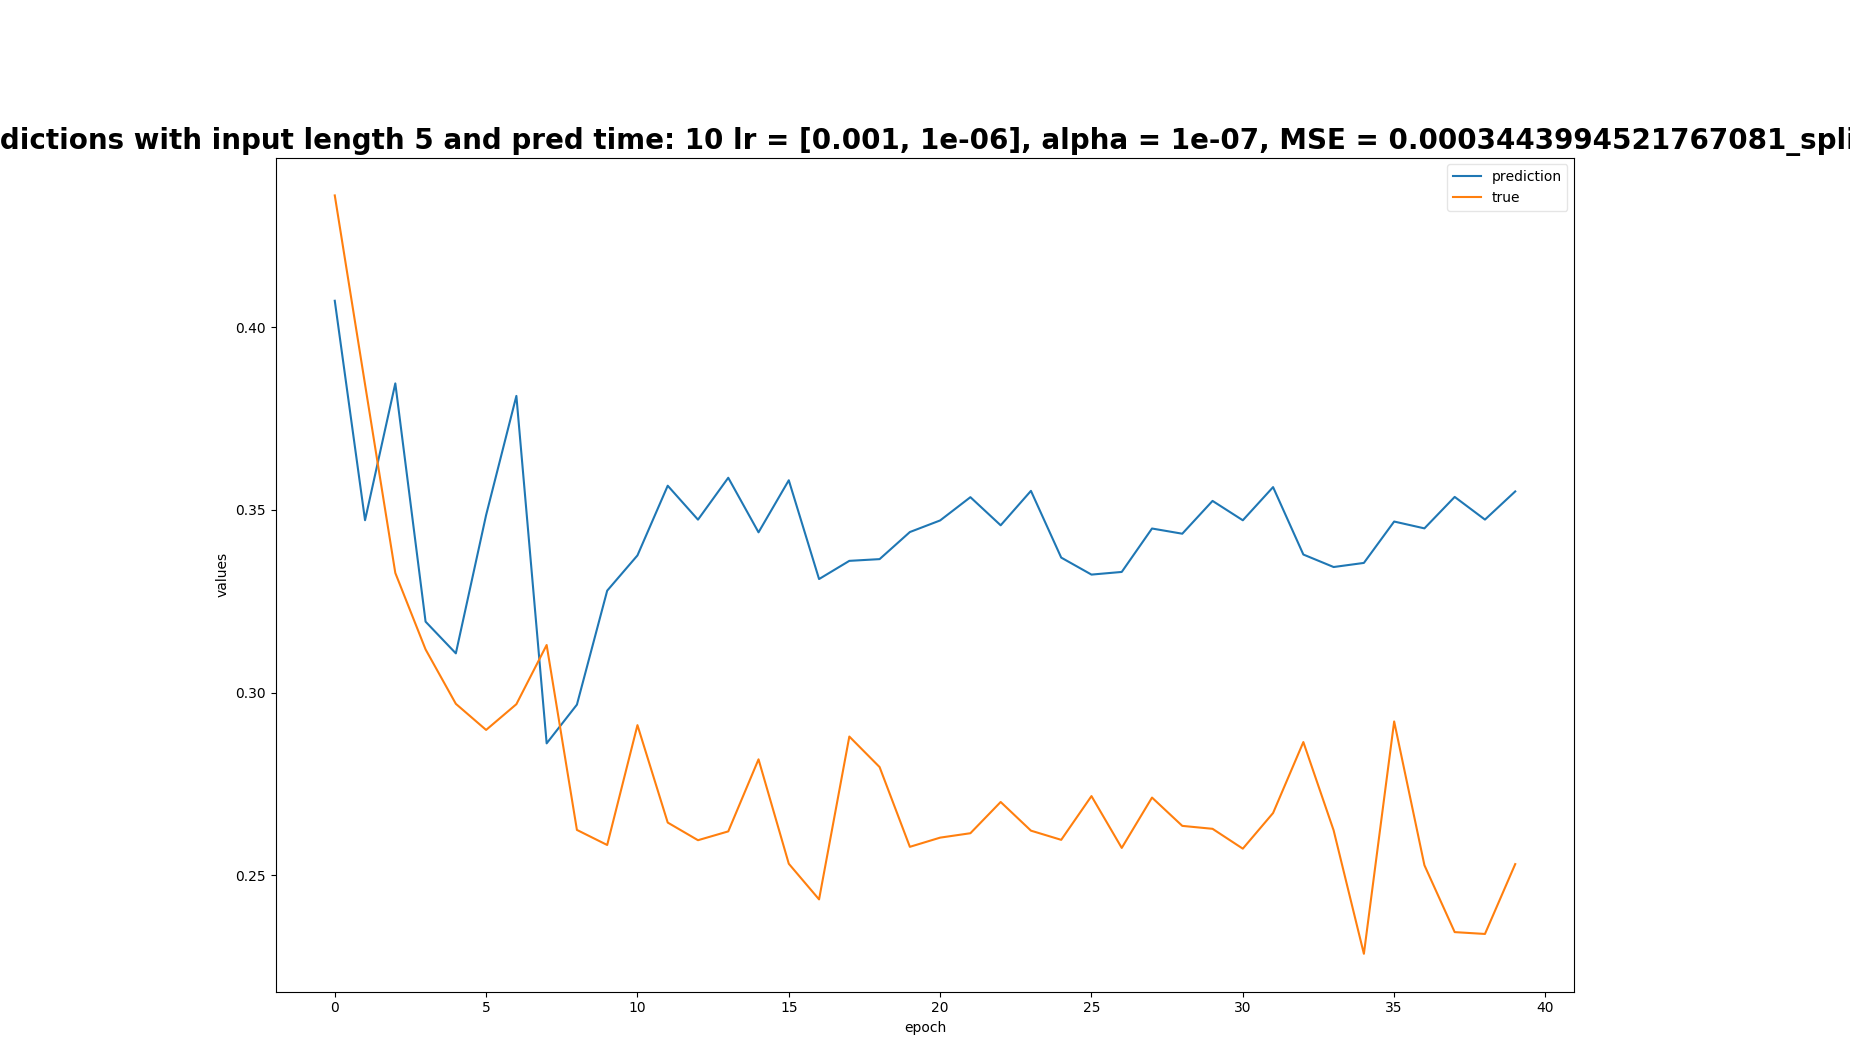 dictions with input length 5 and pred time: 10 lr = [0.001, 1e-06], alpha = 1e-07, MSE = 0.0003443994521767081_spli
prediction
true
0.40
0.35
0.30
0.25
values
0 5 10 15 20 25 30 35 40
epoch